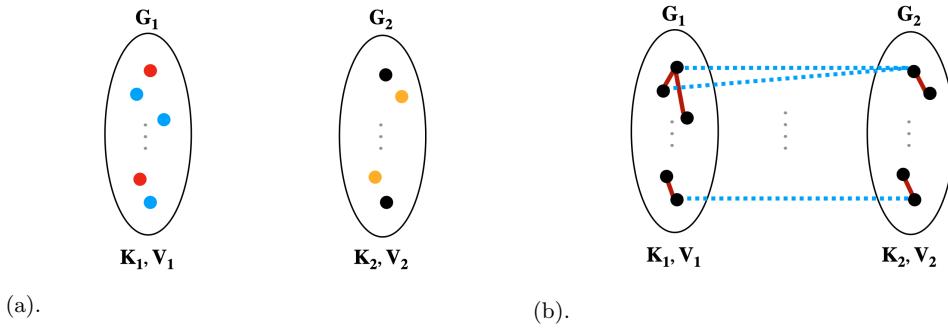 G₁ G₂ G₁ G₂
K₁, V₁ K₂, V₂ K₁, V₁ K₂, V₂
(a). (b).